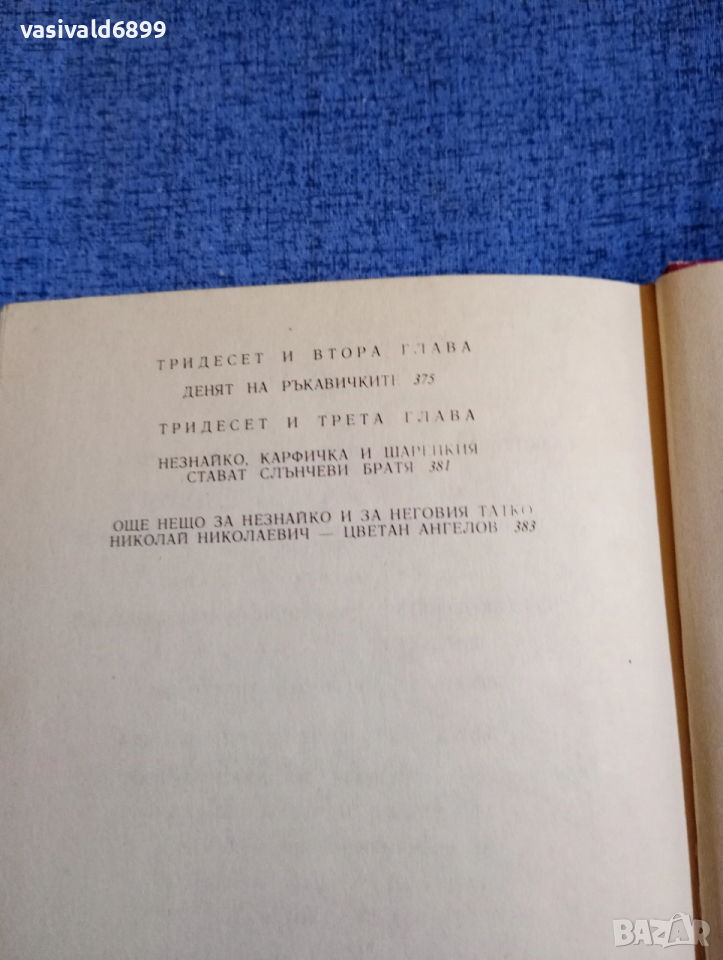 vasivald6899
ТРИДЕСЕТ И ВТОРА ГЛАВА
ДЕНЯТ НА РЪКАВИЧКИТЕ 375
ТРИДЕСЕТ И ТРЕТА ГЛАВА
НЕЗНАЙКО, КАРФИЧКА И ШАРЕНКИЯ
СТАВАТ СЛЪНЧЕВИ БРАТЯ 381
ОЩЕ НЕЩО ЗА НЕЗНАЙКО И ЗА НЕГОВИЯ ТАТКО
НИКОЛАЙ НИКОЛАЕВИЧ — ЦВЕТАН АНГЕЛОВ 383
BAZAR